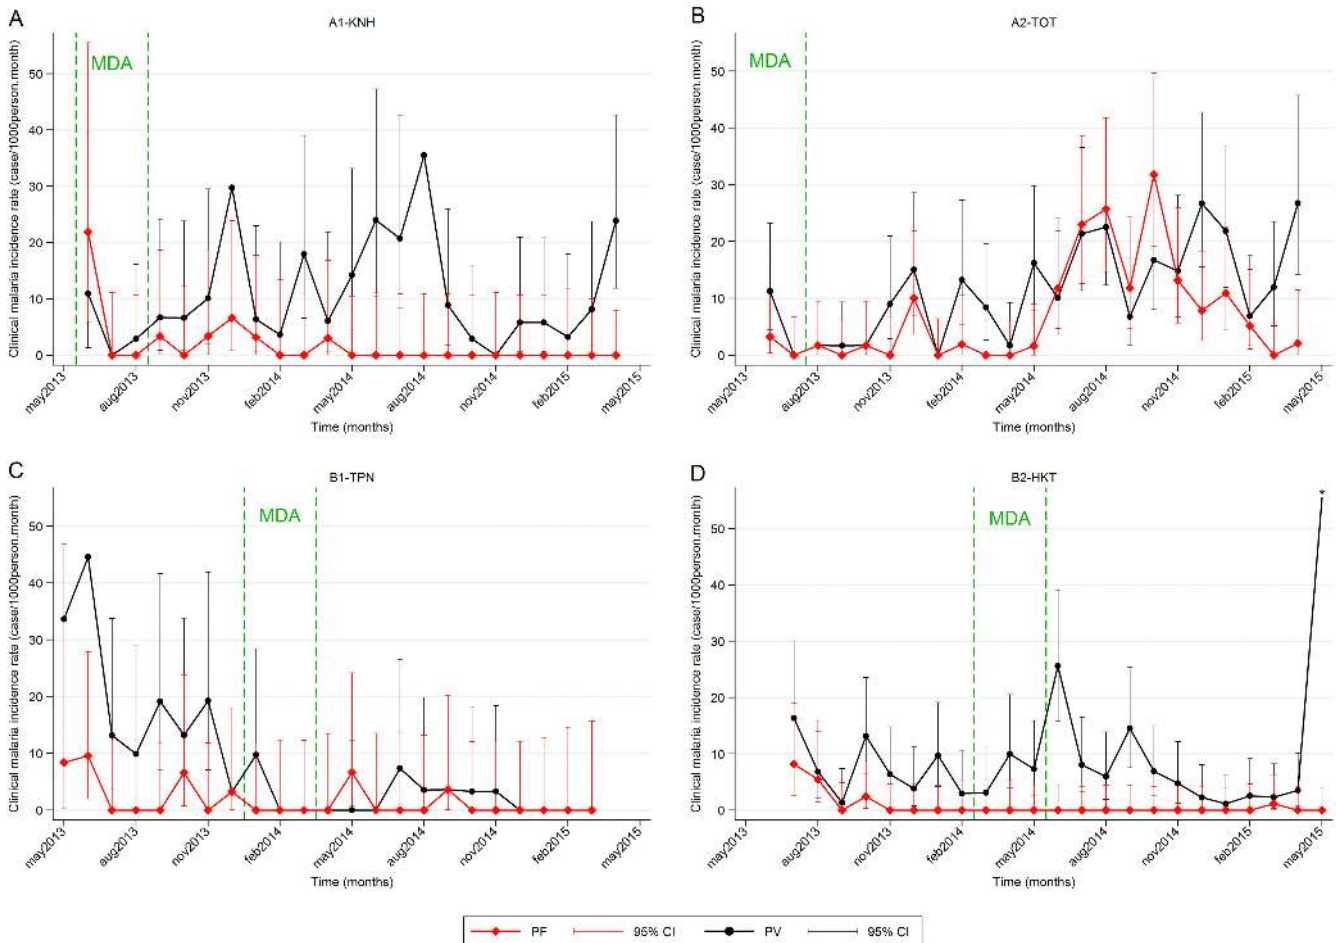 A
A1-KNH
MDA
Clinical malaria incidence rate (case/1000person.month)
50
40
30
20
10
0
may2013
aug2013
nov2013
feb2014
may2014
aug2014
nov2014
feb2015
may2015
Time (months)
B
A2-TOT
MDA
Clinical malaria incidence rate (case/1000person.month)
50
40
30
20
10
0
may2013
aug2013
nov2013
feb2014
may2014
aug2014
nov2014
feb2015
may2015
Time (months)
C
B1-TPN
MDA
Clinical malaria incidence rate (case/1000person.month)
50
40
30
20
10
0
may2013
aug2013
nov2013
feb2014
may2014
aug2014
nov2014
feb2015
may2015
Time (months)
D
B2-HKT
MDA
*
Clinical malaria incidence rate (case/1000person.month)
50
40
30
20
10
0
may2013
aug2013
nov2013
feb2014
may2014
aug2014
nov2014
feb2015
may2015
Time (months)
PF 95% CI PV 95% CI